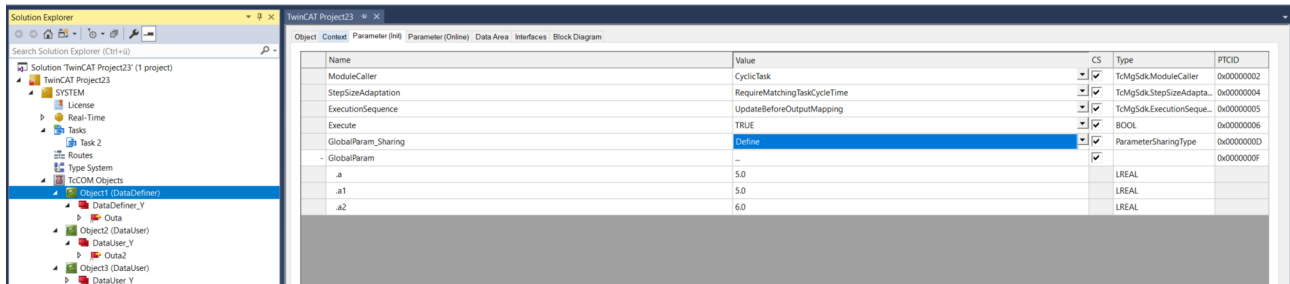 Solution Explorer
Search Solution Explorer (Ctrl+ü)
Solution 'TwinCAT Project23' (1 project)
TwinCAT Project23
SYSTEM
License
Real-Time
Tasks
Task 2
Routes
Type System
TcCOM Objects
Object1 (DataDefiner)
DataDefiner_Y
Outa
Object2 (DataUser)
DataUser_Y
Outa2
Object3 (DataUser)
DataUser Y
TwinCAT Project23
Object Context Parameter (Init) Parameter (Online) Data Area Interfaces Block Diagram
Name Value CS Type PTCID
ModuleCaller CyclicTask TcMgSdk.ModuleCaller 0x00000002
StepSizeAdaptation RequireMatchingTaskCycleTime TcMgSdk.StepSizeAdapta... 0x00000004
ExecutionSequence UpdateBeforeOutputMapping TcMgSdk.ExecutionSeque... 0x00000005
Execute TRUE BOOL 0x00000006
GlobalParam_Sharing Define ParameterSharingType 0x0000000D
- GlobalParam ... 0x0000000F
.a 5.0 LREAL
.a1 5.0 LREAL
.a2 6.0 LREAL